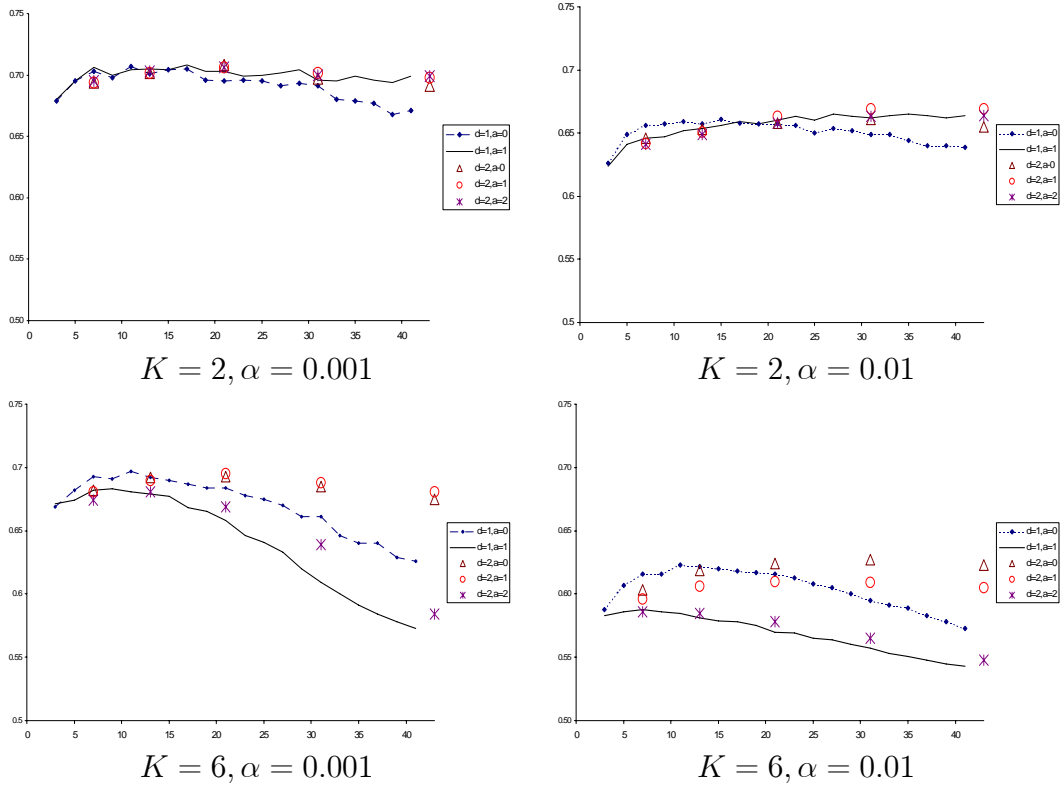 0.75
0.70
0.65
0.60
0.55
0.50
0 5 10 15 20 25 30 35 40
d=1,a=0
d=1,a=1
d=2,a-0
d=2,a=1
d=2,a=2
K = 2, α = 0.001
0.75
0.7
0.65
0.6
0.55
0.5
0 5 10 15 20 25 30 35 40
d=1,a=0
d=1,a=1
d=2,a=0
d=2,a=1
d=2,a=2
K = 2, α = 0.01
0.75
0.7
0.65
0.60
0.55
0.5
0 5 10 15 20 25 30 35 40
d=1,a=0
d=1,a=1
d=2,a=0
d=2,a=1
d=2,a=2
K = 6, α = 0.001
0.75
0.7
0.65
0.60
0.55
0.50
0 5 10 15 20 25 30 35 40
d=1,a=0
d=1,a=1
d=2,a=0
d=2,a=1
d=2,a=2
K = 6, α = 0.01